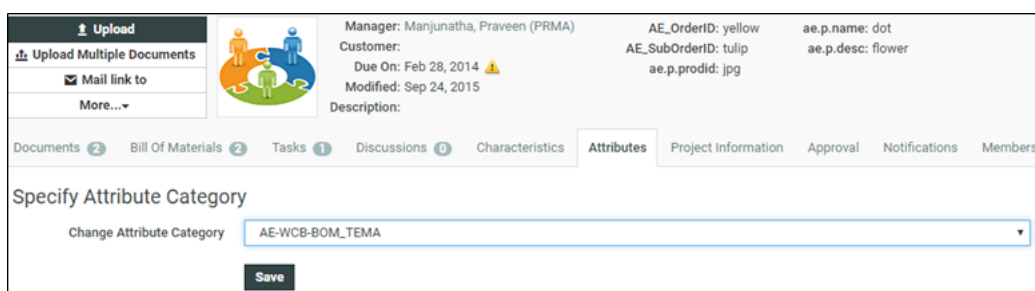 Upload
Upload Multiple Documents
Mail link to
More...
Manager: Manjunatha, Praveen (PRMA)
Customer:
Due On: Feb 28, 2014
Modified: Sep 24, 2015
Description:
AE_OrderID: yellow
AE_SubOrderID: tulip
ae.p.prodid: jpg
ae.p.name: dot
ae.p.desc: flower
Documents 2 Bill Of Materials 2 Tasks 1 Discussions 0 Characteristics Attributes Project Information Approval Notifications Members
Specify Attribute Category
Change Attribute Category AE-WCB-BOM_TEMA
Save